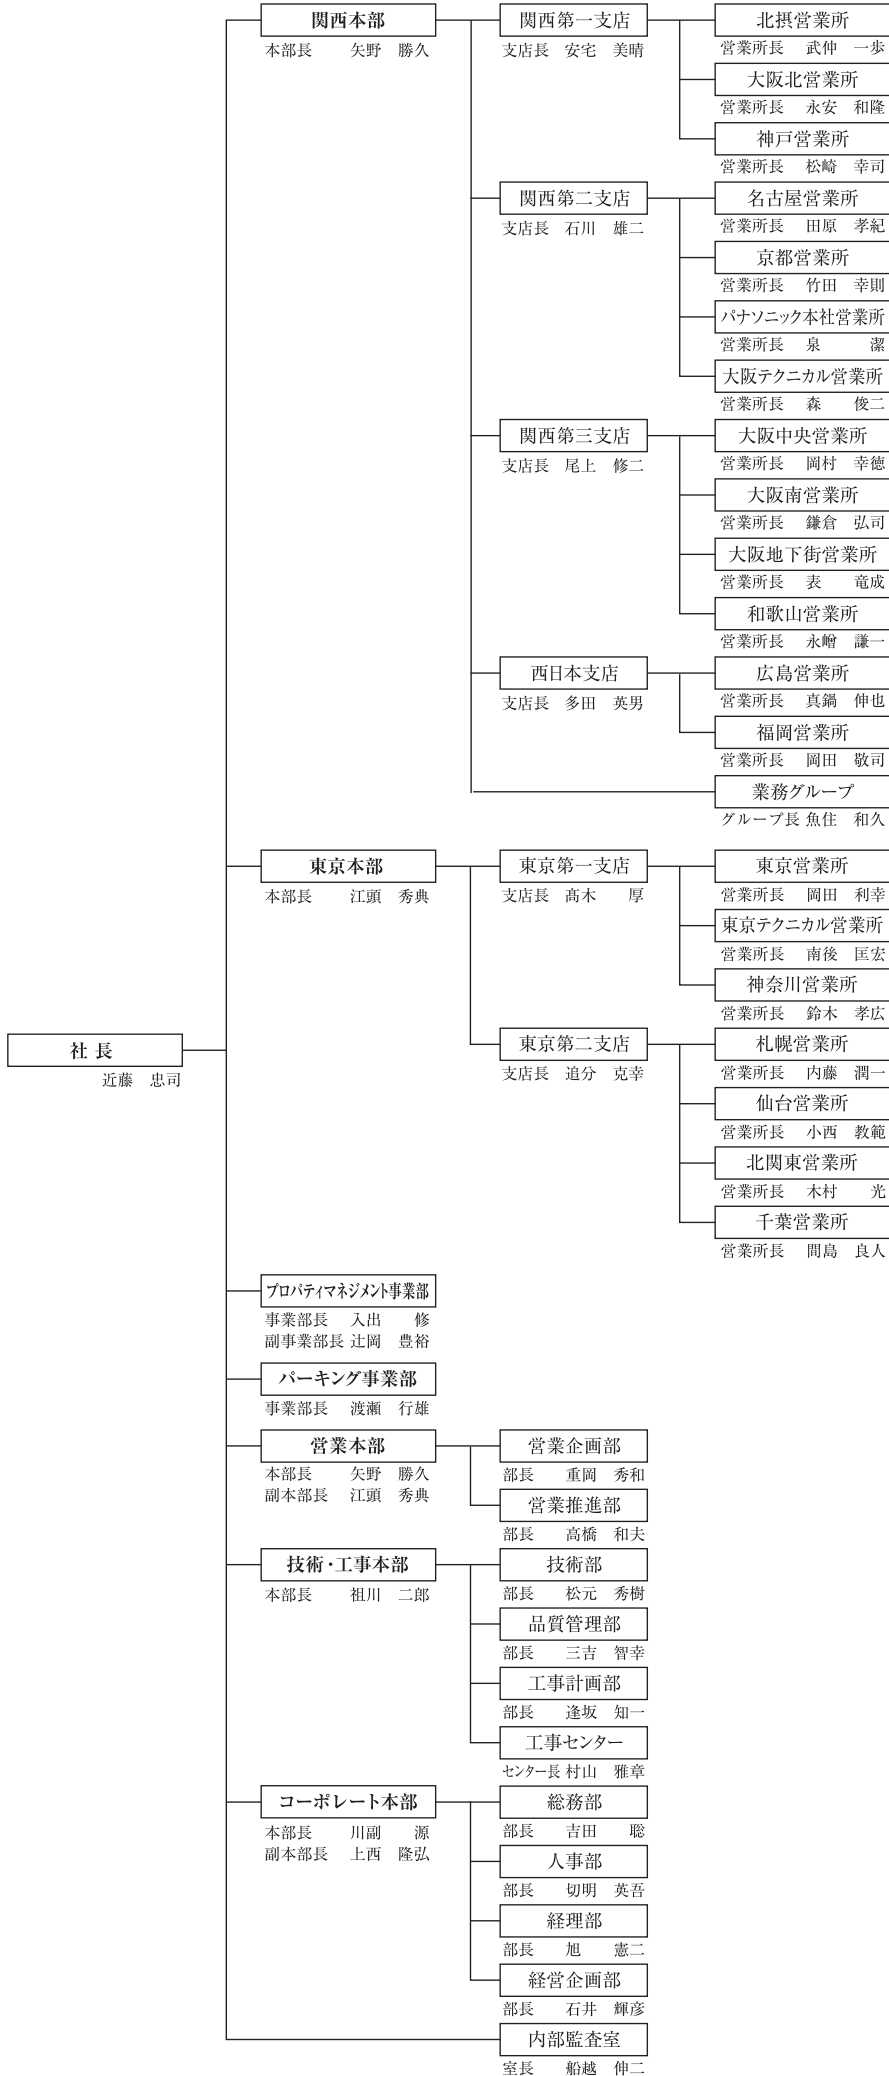 社長
近藤 忠司
関西本部
本部長 矢野 勝久
関西第一支店
支店長 安宅 美晴
北摂営業所
営業所長 武仲 一歩
大阪北営業所
営業所長 永安 和隆
神戸営業所
営業所長 松崎 幸司
関西第二支店
支店長 石川 雄二
名古屋営業所
営業所長 田原 孝紀
京都営業所
営業所長 竹田 幸則
パナソニック本社営業所
営業所長 泉 潔
大阪テクニカル営業所
営業所長 森 俊二
関西第三支店
支店長 尾上 修二
大阪中央営業所
営業所長 岡村 幸徳
大阪南営業所
営業所長 鎌倉 弘司
大阪地下街営業所
営業所長 表 竜成
和歌山営業所
営業所長 永嶒 謙一
西日本支店
支店長 多田 英男
広島営業所
営業所長 真鍋 伸也
福岡営業所
営業所長 岡田 敬司
業務グループ
グループ長 魚住 和久
東京本部
本部長 江頭 秀典
東京第一支店
支店長 髙木 厚
東京営業所
営業所長 岡田 利幸
東京テクニカル営業所
営業所長 南後 匡宏
神奈川営業所
営業所長 鈴木 孝広
東京第二支店
支店長 追分 克幸
札幌営業所
営業所長 内藤 潤一
仙台営業所
営業所長 小西 教範
北関東営業所
営業所長 木村 光
千葉営業所
営業所長 間島 良人
プロパティマネジメント事業部
事業部長 入出 修
副事業部長 辻岡 豊裕
パーキング事業部
事業部長 渡瀬 行雄
営業本部
本部長 矢野 勝久
副本部長 江頭 秀典
営業企画部
部長 重岡 秀和
営業推進部
部長 高橋 和夫
技術・工事本部
本部長 祖川 二郎
技術部
部長 松元 秀樹
品質管理部
部長 三吉 智幸
工事計画部
部長 逢坂 知一
工事センター
センター長 村山 雅章
コーポレート本部
本部長 川副 源
副本部長 上西 隆弘
総務部
部長 吉田 聡
人事部
部長 切明 英吾
経理部
部長 旭 憲二
経営企画部
部長 石井 輝彦
内部監査室
室長 船越 伸二